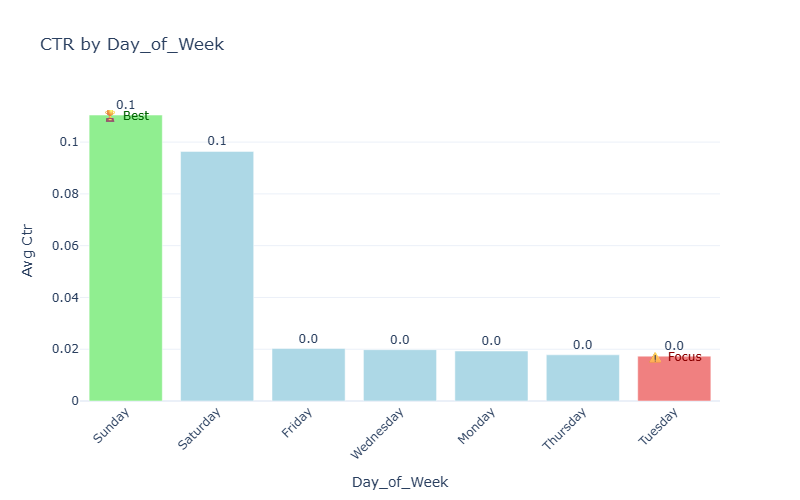 CTR by Day_of_Week
0.1
🏆 Best
0.1
0.0
0.0
0.0
0.0
0.0
⚠️ Focus
0.1
0.08
0.06
0.04
0.02
0
Avg Ctr
Sunday
Saturday
Friday
Wednesday
Monday
Thursday
Tuesday
Day_of_Week